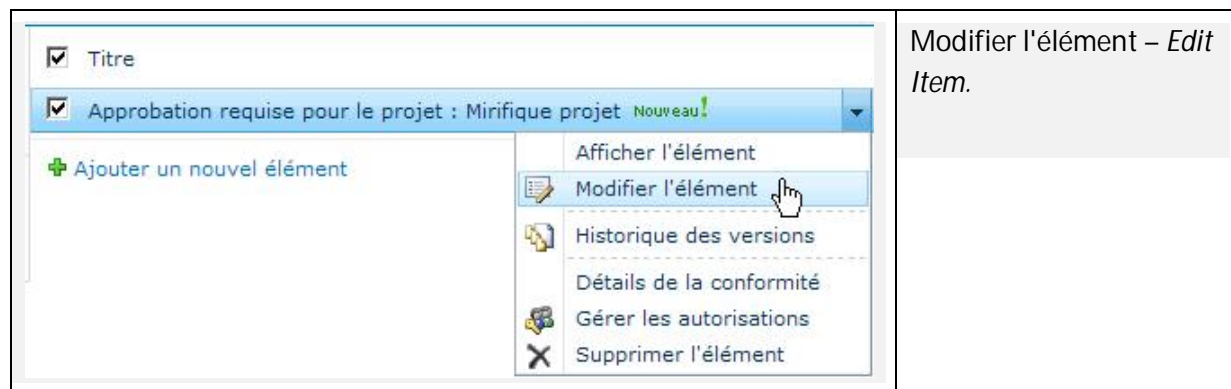 Titre
Approbation requise pour le projet : Mirifique projet Nouveau!
Ajouter un nouvel élément
Afficher l'élément
Modifier l'élément
Historique des versions
Détails de la conformité
Gérer les autorisations
Supprimer l'élément
Modifier l'élément – Edit
Item.